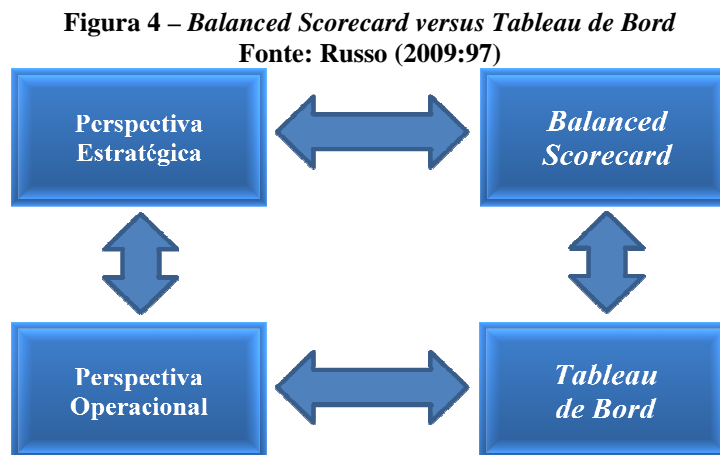 Figura 4 – Balanced Scorecard versus Tableau de Bord
Fonte: Russo (2009:97)
Perspectiva
Estratégica
Balanced
Scorecard
Perspectiva
Operacional
Tableau
de Bord